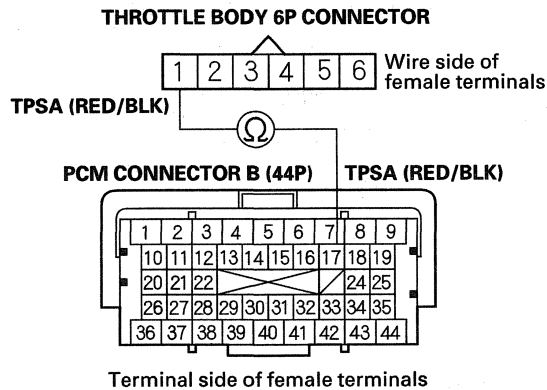 THROTTLE BODY 6P CONNECTOR
1 2 3 4 5 6
Wire side of
female terminals
TPSA (RED/BLK)
Ω
PCM CONNECTOR B (44P)
TPSA (RED/BLK)
1 2 3 4 5 6 7 8 9
10 11 12 13 14 15 16 17 18 19
20 21 22 24 25
26 27 28 29 30 31 32 33 34 35
36 37 38 39 40 41 42 43 44
Terminal side of female terminals